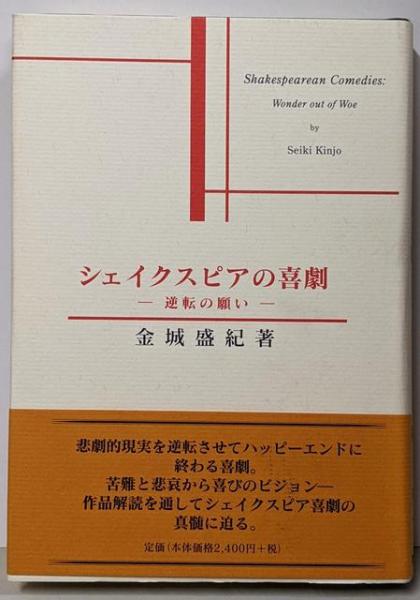 Shakespearean Comedies:
Wonder out of Woe
by
Seiki Kinjo
シェイクスピアの喜劇
― 逆転の願い ―
金城盛紀著
悲劇的現実を逆転させてハッピーエンドに
終わる喜劇。
苦難と悲哀から喜びのビジョン―
作品解読を通してシェイクスピア喜劇の
真髄に迫る。
定価(本体価格2,400円+税)